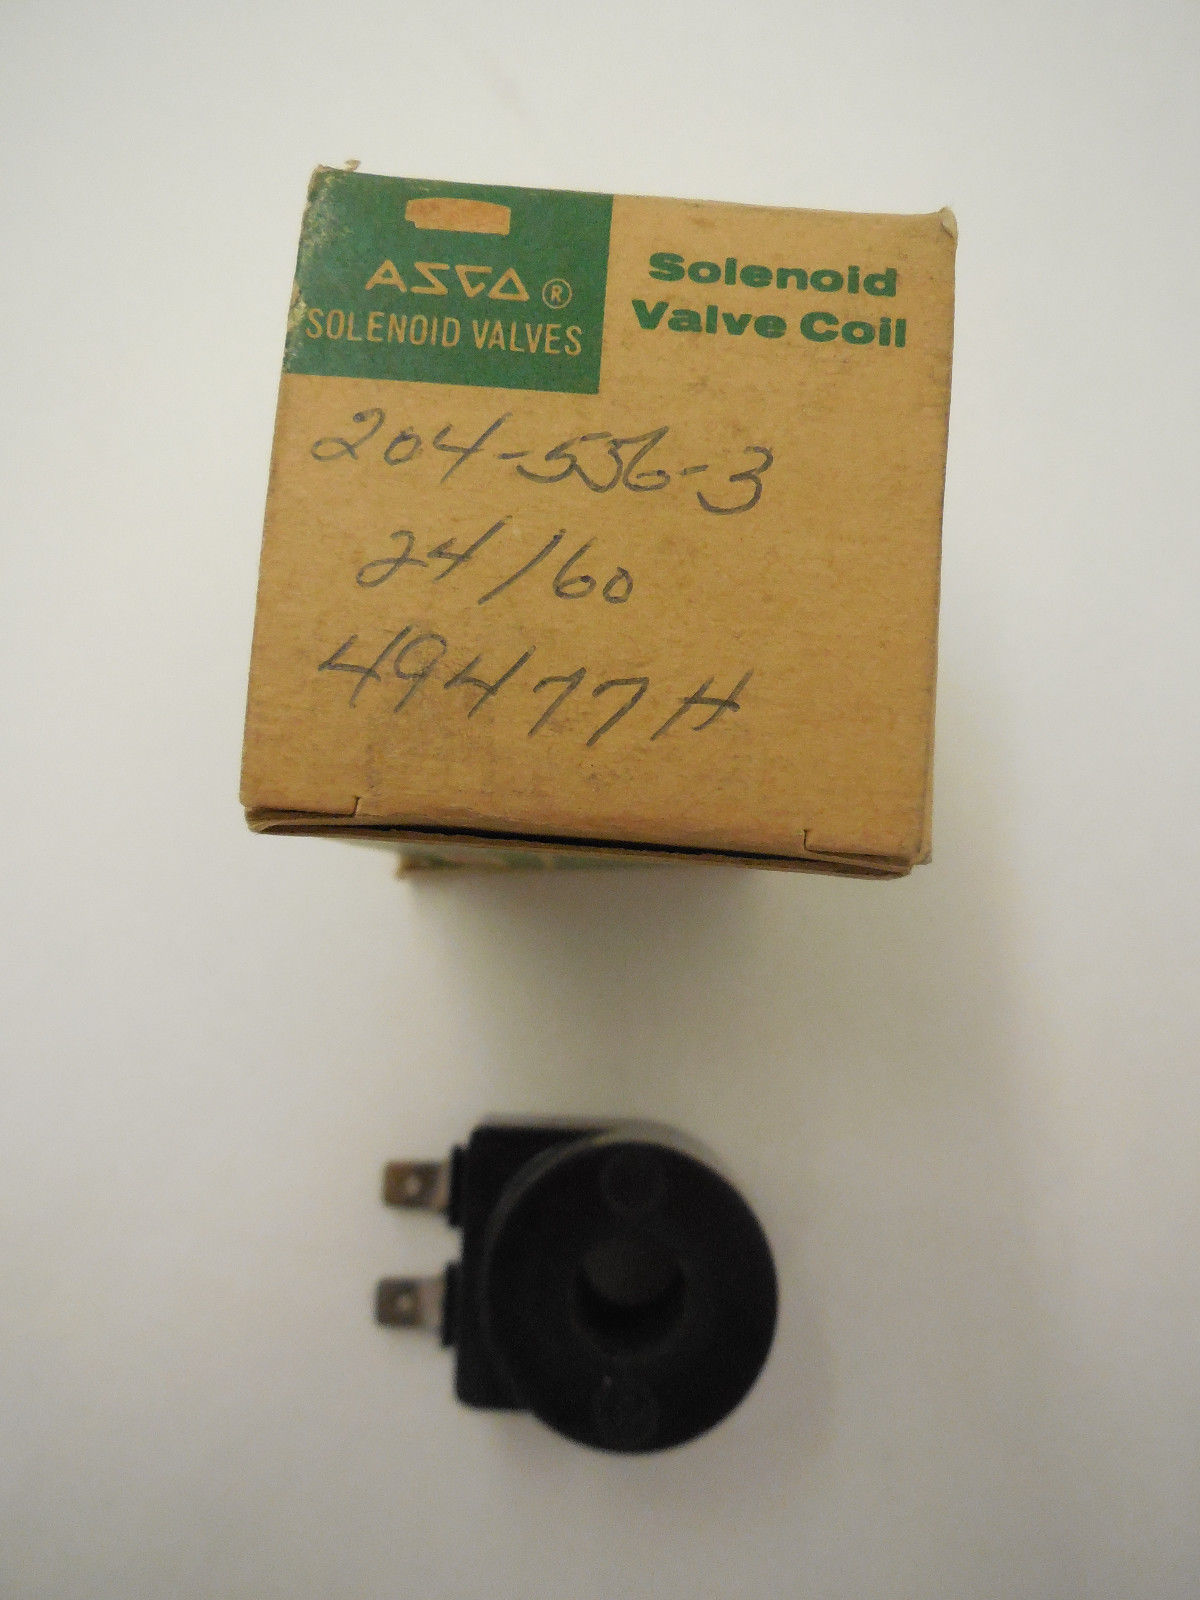 ASCO ®
SOLENOID VALVES
Solenoid
Valve Coil
204-556-3
24/60
49477H